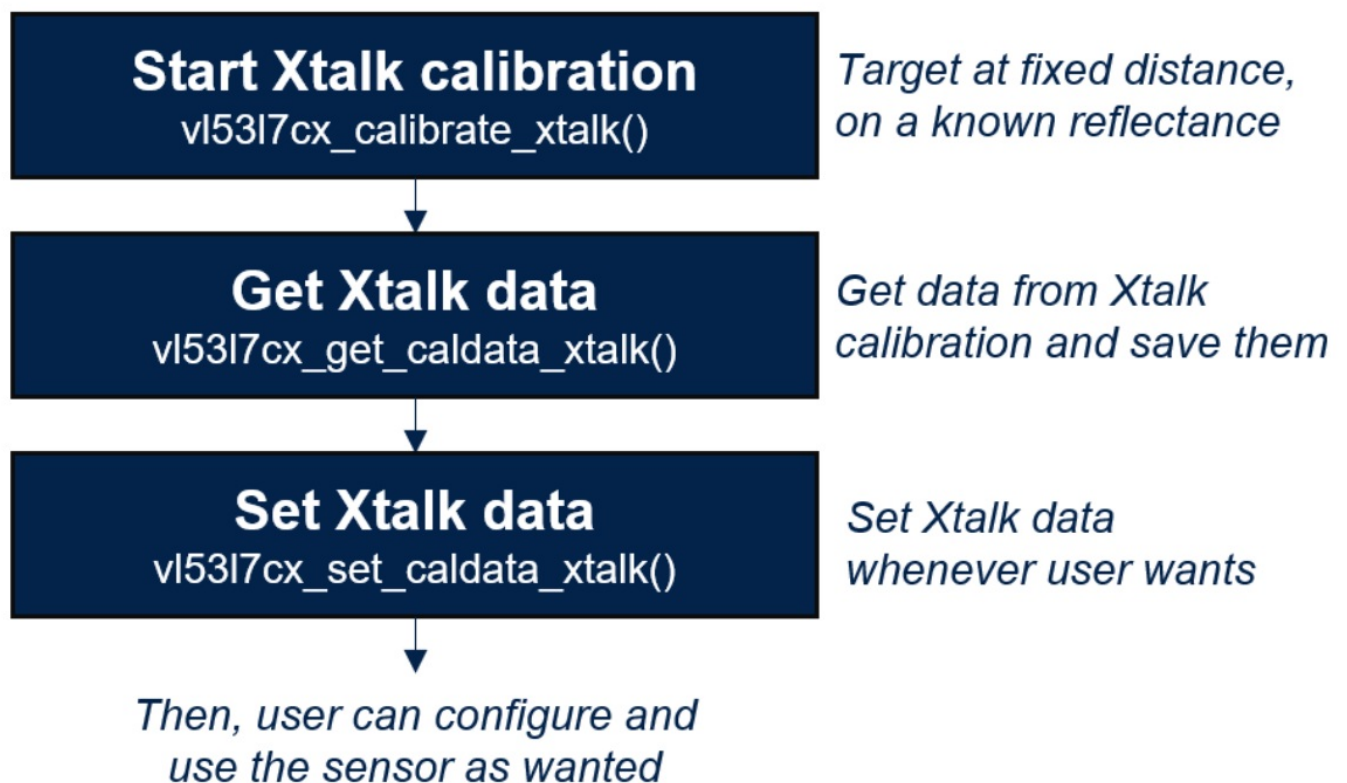 Start Xtalk calibration
vl53l7cx_calibrate_xtalk()
Target at fixed distance,
on a known reflectance
Get Xtalk data
vl53l7cx_get_caldata_xtalk()
Get data from Xtalk
calibration and save them
Set Xtalk data
vl53l7cx_set_caldata_xtalk()
Set Xtalk data
whenever user wants
Then, user can configure and
use the sensor as wanted